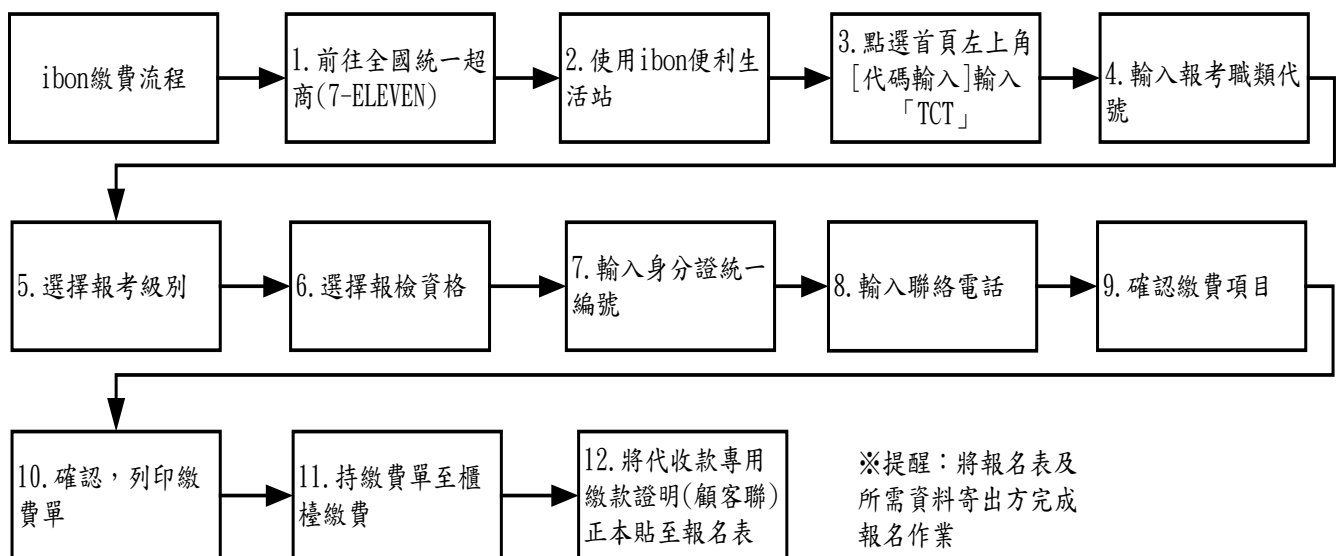 ibon繳費流程
1.前往全國統一超
商(7-ELEVEN)
2.使用ibon便利生
活站
3.點選首頁左上角
[代碼輸入]輸入
「TCT」
4.輸入報考職類代
號
5.選擇報考級別
6.選擇報檢資格
7.輸入身分證統一
編號
8.輸入聯絡電話
9.確認繳費項目
10.確認，列印繳
費單
11.持繳費單至櫃
檯繳費
12.將代收款專用
繳款證明(顧客聯)
正本貼至報名表
※提醒：將報名表及
所需資料寄出方完成
報名作業